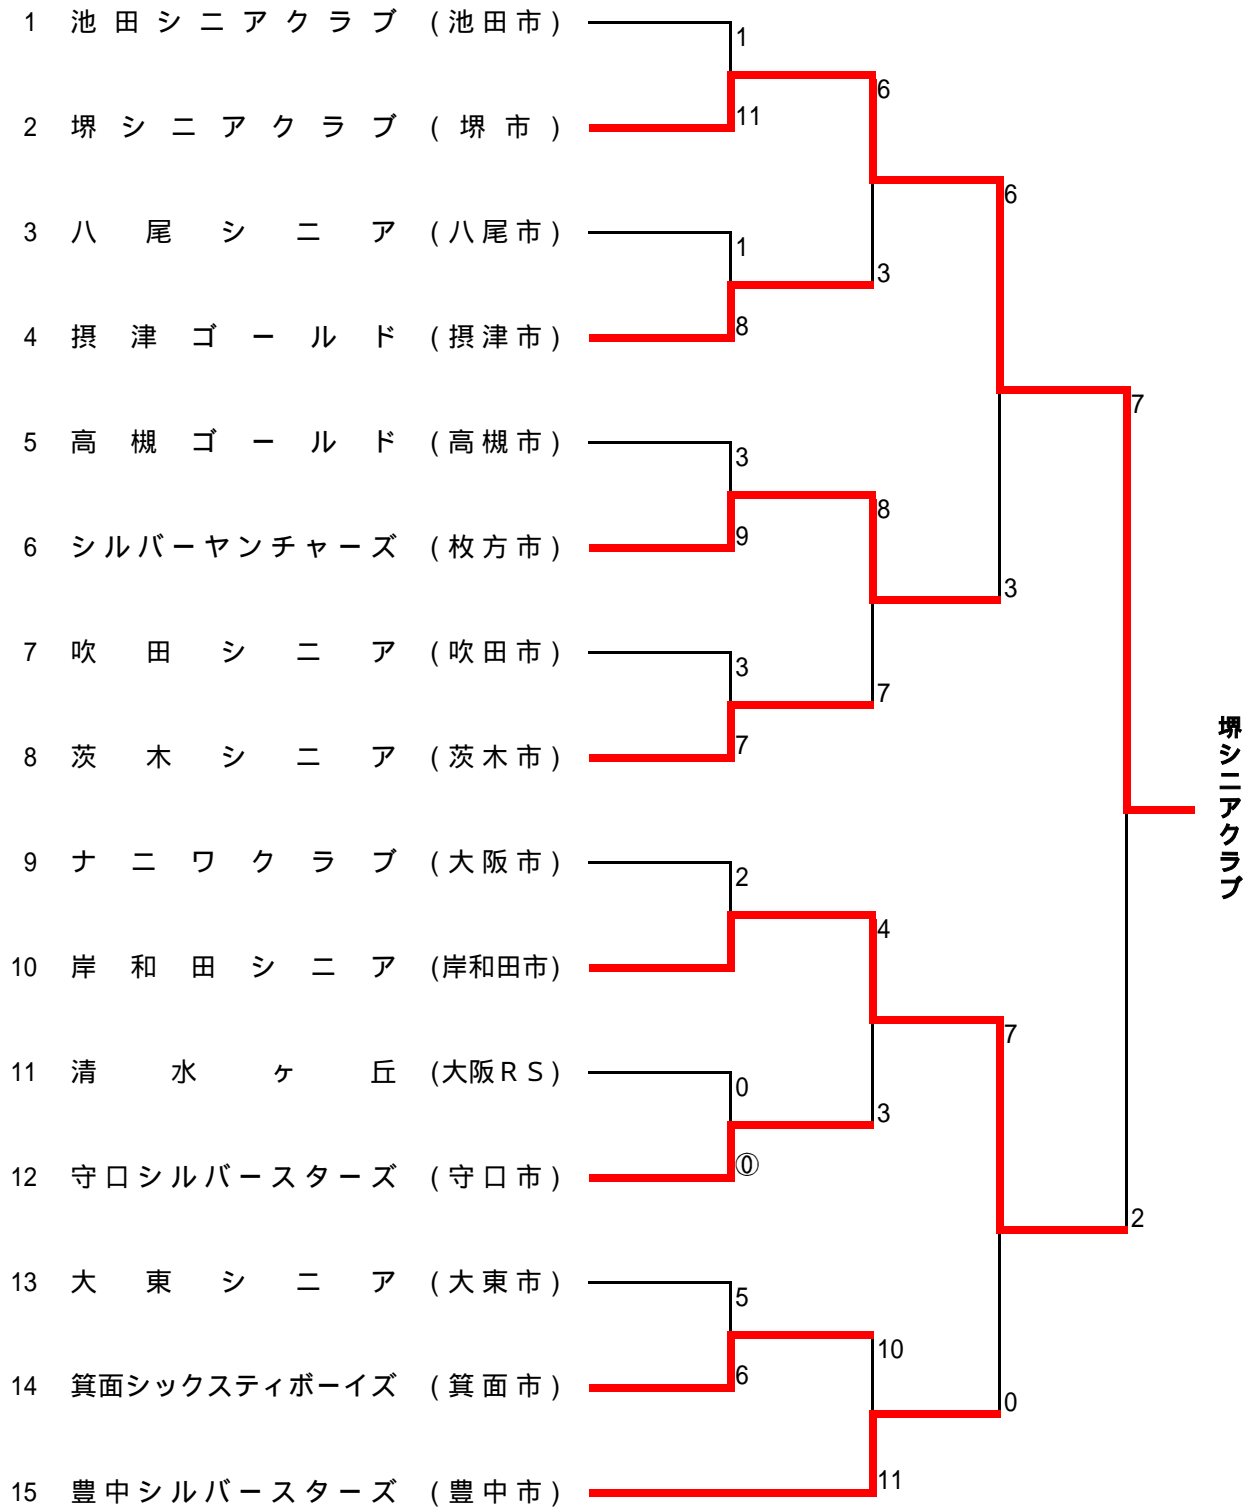 1 池田シニアクラブ (池田市)
1
6
2 堺シニアクラブ (堺市)
11
6
3 八尾シニア (八尾市)
1
3
4 摂津ゴールド (摂津市)
8
7
5 高槻ゴールド (高槻市)
3
8
6 シルバーヤンチャーズ (枚方市)
9
3
7 吹田シニア (吹田市)
3
7
8 茨木シニア (茨木市)
7
堺シニアクラブ
9 ナニワクラブ (大阪市)
2
4
10 岸和田シニア (岸和田市)
7
11 清水ヶ丘 (大阪RS)
0
3
12 守口シルバースターズ (守口市)
⓪
2
13 大東シニア (大東市)
5
10
14 箕面シックスティボーイズ (箕面市)
6
0
15 豊中シルバースターズ (豊中市)
11